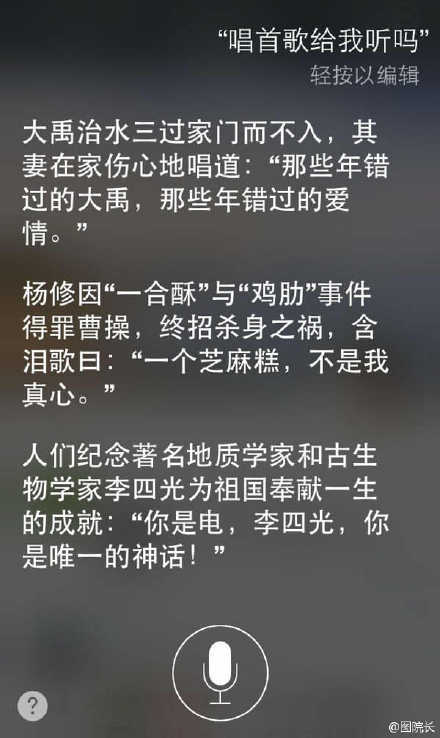 “唱首歌给我听吗”
轻按以编辑
大禹治水三过家门而不入，其
妻在家伤心地唱道：“那些年错
过的大禹，那些年错过的爱
情。”
杨修因“一合酥”与“鸡肋”事件
得罪曹操，终招杀身之祸，含
泪歌曰：“一个芝麻糕，不是我
真心。”
人们纪念著名地质学家和古生
物学家李四光为祖国奉献一生
的成就：“你是电，李四光，你
是唯一的神话！”
?
@图院长